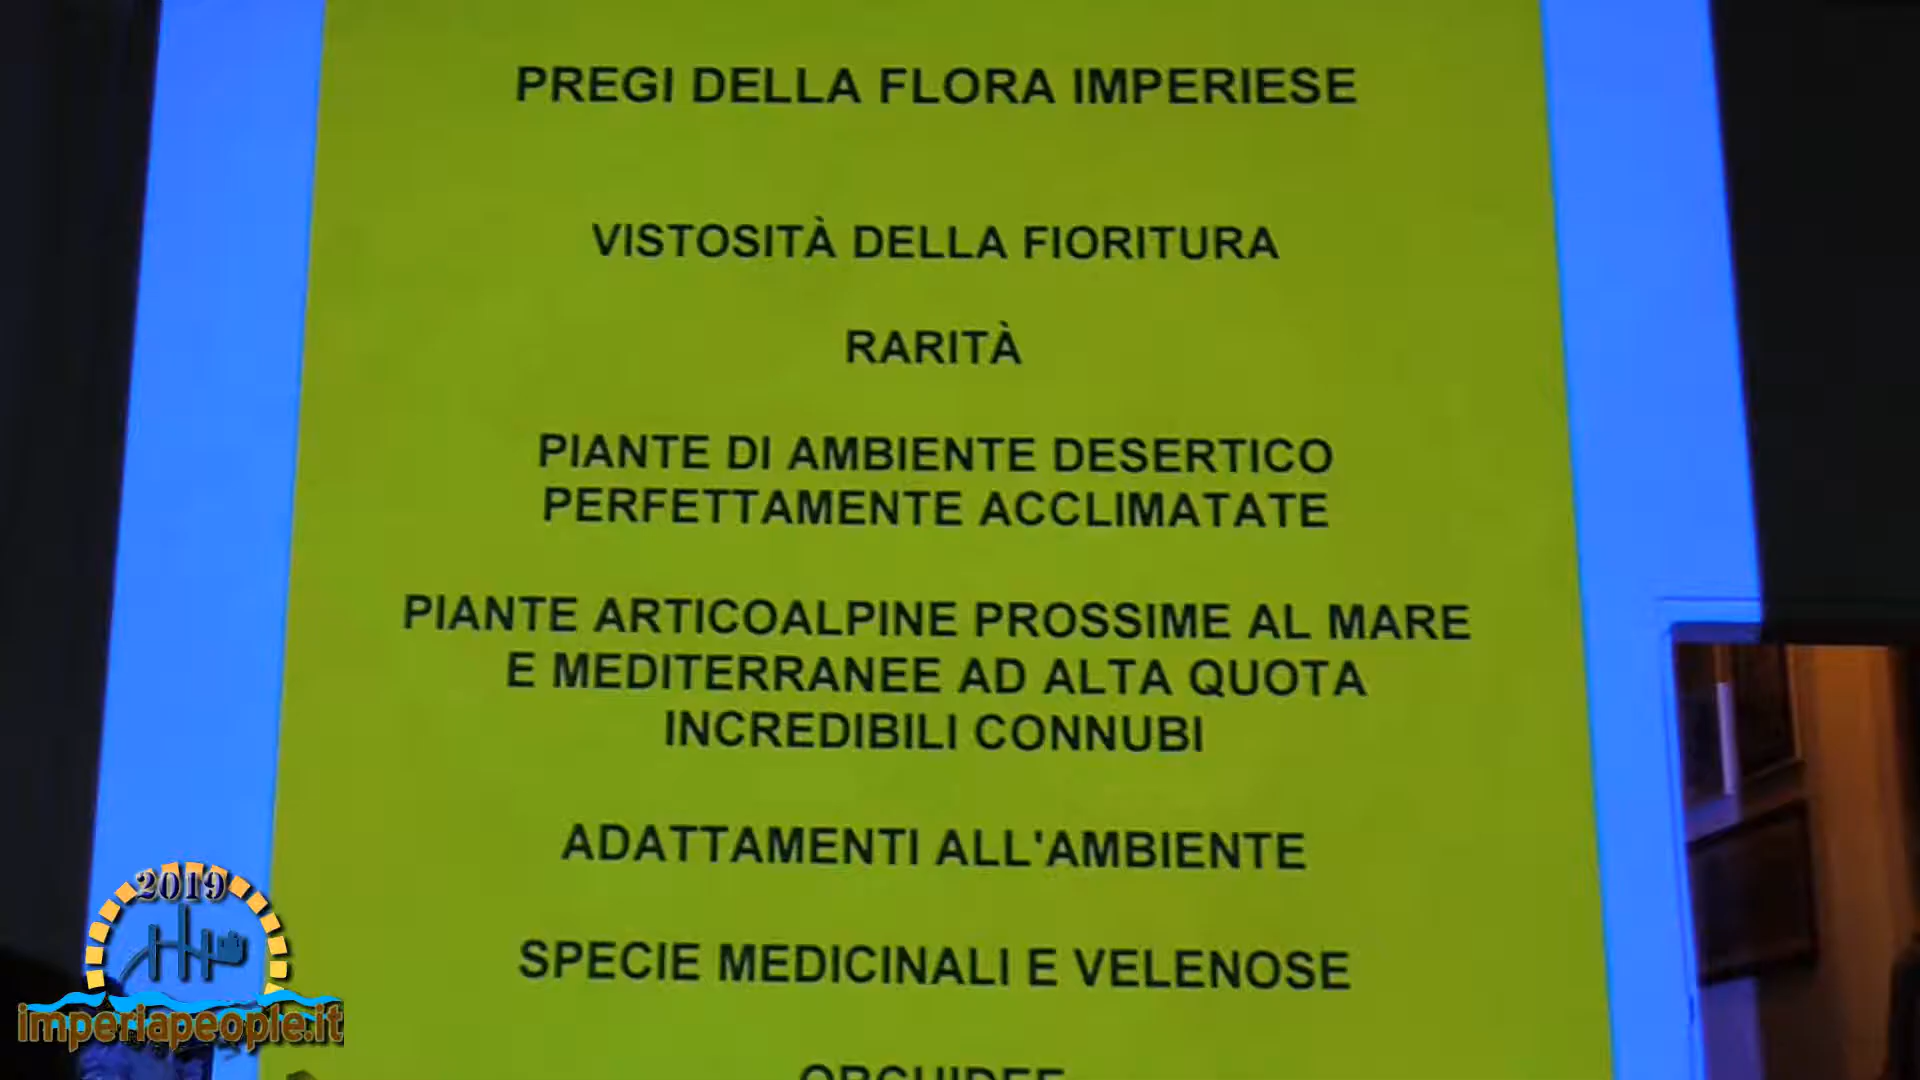 PREGI DELLA FLORA IMPERIESE
VISTOSITÀ DELLA FIORITURA
RARITÀ
PIANTE DI AMBIENTE DESERTICO
PERFETTAMENTE ACCLIMATATE
PIANTE ARTICOALPINE PROSSIME AL MARE
E MEDITERRANEE AD ALTA QUOTA
INCREDIBILI CONNUBI
ADATTAMENTI ALL'AMBIENTE
SPECIE MEDICINALI E VELENOSE
ORCHIDEE
2019
imperiapeople.it